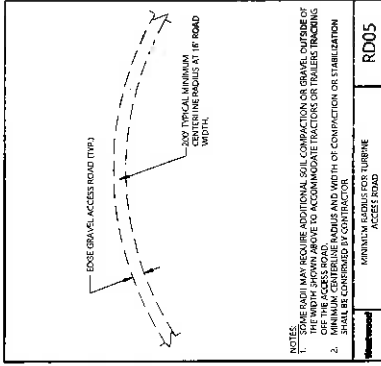 EDGE GRAVEL ACCESS ROAD (TYP.)
200' TYPICAL MINIMUM
CENTERLINE RADIUS AT 16' ROAD
WIDTH.
NOTES:
1. SOME RADII MAY REQUIRE ADDITIONAL SOIL COMPACTION OR GRAVEL OUTSIDE OF
THE WIDTH SHOWN ABOVE TO ACCOMMODATE TRACTORS OR TRAILERS TRACKING
OFF THE ACCESS ROAD.
2. MINIMUM CENTERLINE RADIUS AND WIDTH OF COMPACTION OR STABILIZATION
SHALL BE CONFIRMED BY CONTRACTOR
Westwood
MINIMUM RADIUS FOR TURBINE
ACCESS ROAD
RD05